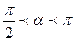 π/2 ≺ α ≺ π